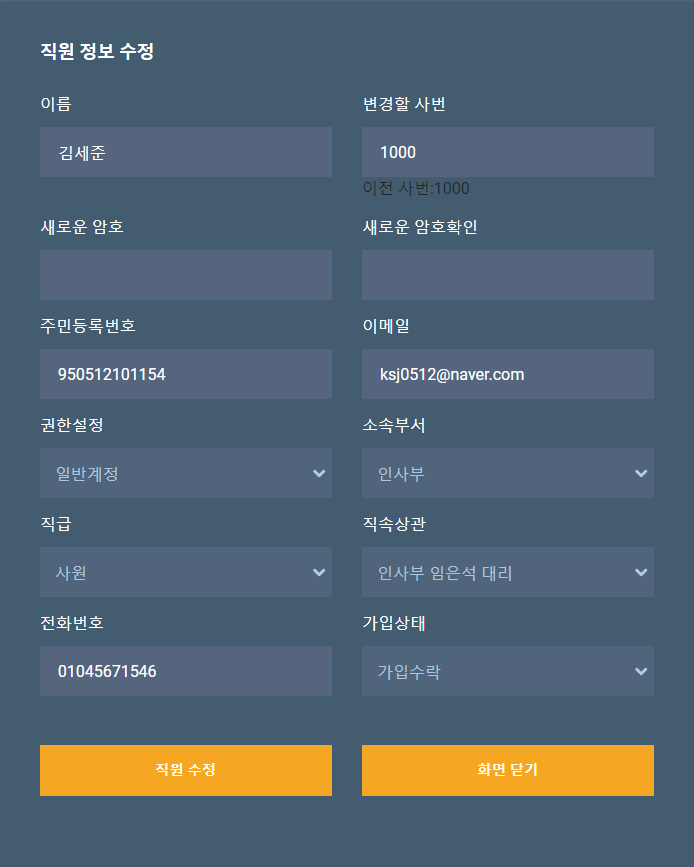 직원 정보 수정
이름
변경할 사번
김세준
1000
이전 사번:1000
새로운 암호
새로운 암호확인
주민등록번호
이메일
950512101154
ksj0512@naver.com
권한설정
소속부서
일반계정
인사부
직급
직속상관
사원
인사부 임은석 대리
전화번호
가입상태
01045671546
가입수락
직원 수정
화면 닫기